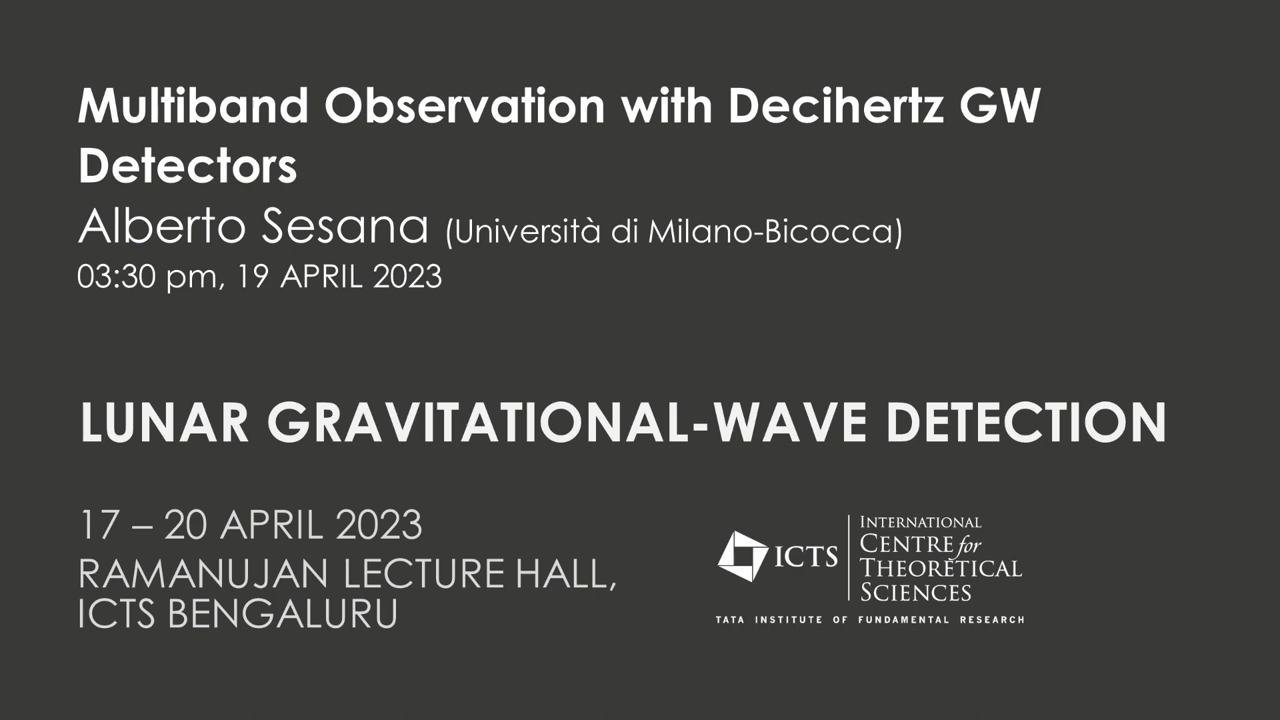 Multiband Observation with Decihertz GW
Detectors
Alberto Sesana (Università di Milano-Bicocca)
03:30 pm, 19 APRIL 2023
LUNAR GRAVITATIONAL-WAVE DETECTION
17 – 20 APRIL 2023
RAMANUJAN LECTURE HALL,
ICTS BENGALURU
ICTS
INTERNATIONAL
CENTRE for
THEORETICAL
SCIENCES
TATA INSTITUTE OF FUNDAMENTAL RESEARCH